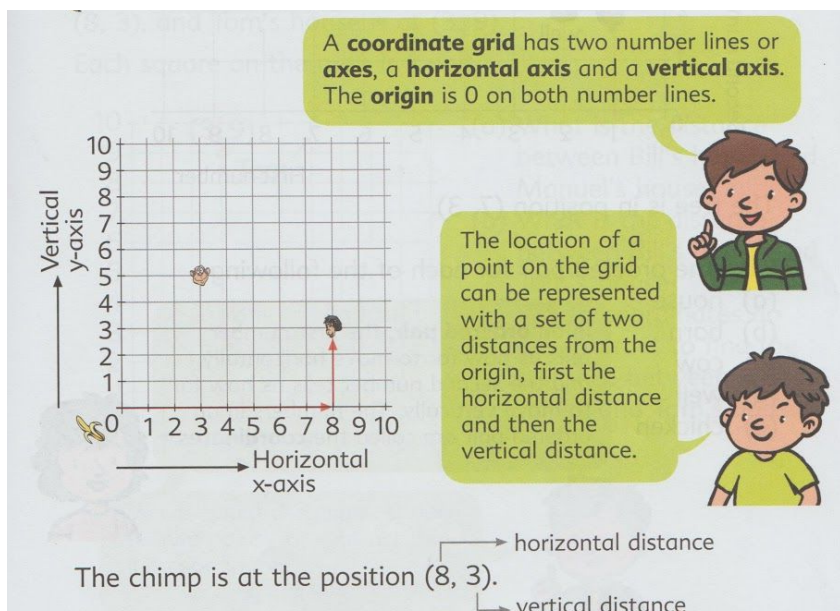 A coordinate grid has two number lines or
axes, a horizontal axis and a vertical axis.
The origin is 0 on both number lines.
10
9
8
7
6
5
4
3
2
1
0 1 2 3 4 5 6 7 8 9 10
Vertical
y-axis
Horizontal
x-axis
The location of a
point on the grid
can be represented
with a set of two
distances from the
origin, first the
horizontal distance
and then the
vertical distance.
horizontal distance
The chimp is at the position (8, 3).
vertical distance